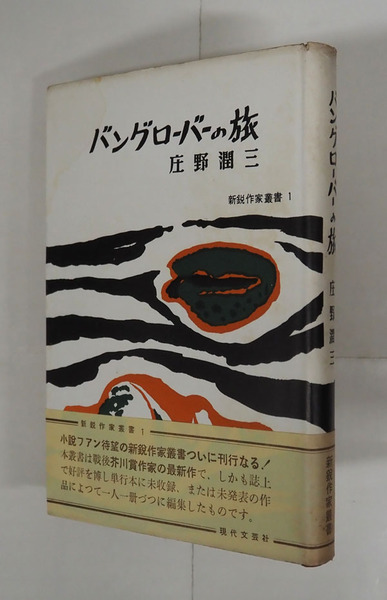 バングローバーの旅
庄野潤三
新鋭作家叢書 1
新鋭作家叢書 1
小説ファン待望の新鋭作家叢書ついに刊行なる!
本叢書は戦後芥川賞作家の最新作で、しかも誌上
で好評を博し単行本に未収録、または未発表の作
品によつて一人一冊づつに編集したものです。
現代文芸社
バングローバーの旅
庄野潤三
新鋭作家叢書